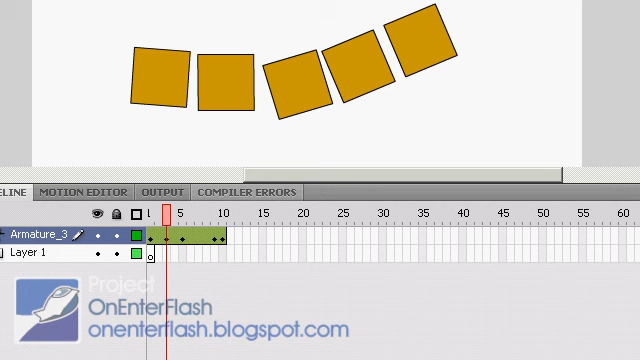 ELINE MOTION EDITOR OUTPUT COMPILER ERRORS
1 5 10 15 20 25 30 35 40 45 50 55 60
Armature_3
Layer 1
Project
OnEnterFlash
onenterflash.blogspot.com